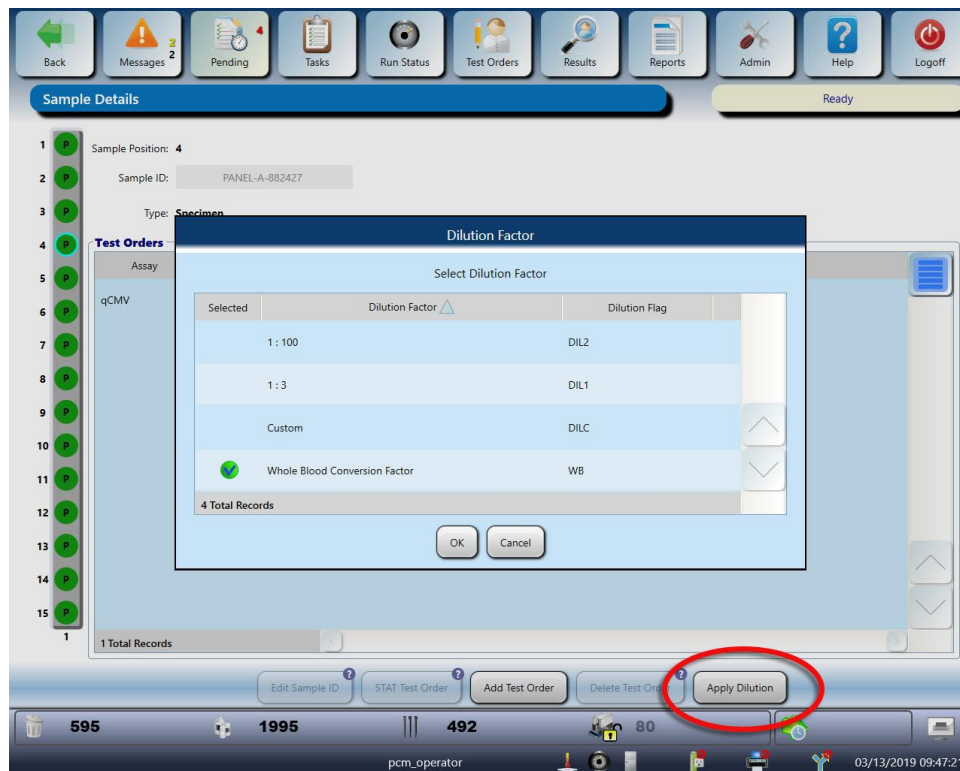 Back
Messages
2
2
Pending
4
Tasks
Run Status
Test Orders
Results
Reports
Admin
?
Help
Logoff
Sample Details
Ready
1 P
2 P
3 P
4 P
5 P
6 P
7 P
8 P
9 P
10 P
11 P
12 P
13 P
14 P
15 P
1
Sample Position: 4
Sample ID: PANEL-A-882427
Type: Specimen
Test Orders
Assay
qCMV
Dilution Factor
Select Dilution Factor
Selected Dilution Factor Dilution Flag
1 : 100 DIL2
1 : 3 DIL1
Custom DILC
Whole Blood Conversion Factor WB
4 Total Records
OK Cancel
1 Total Records
Edit Sample ID ?
STAT Test Order ?
Add Test Order
Delete Test Order ?
Apply Dilution
595 1995 492 80
pcm_operator 03/13/2019 09:47:21